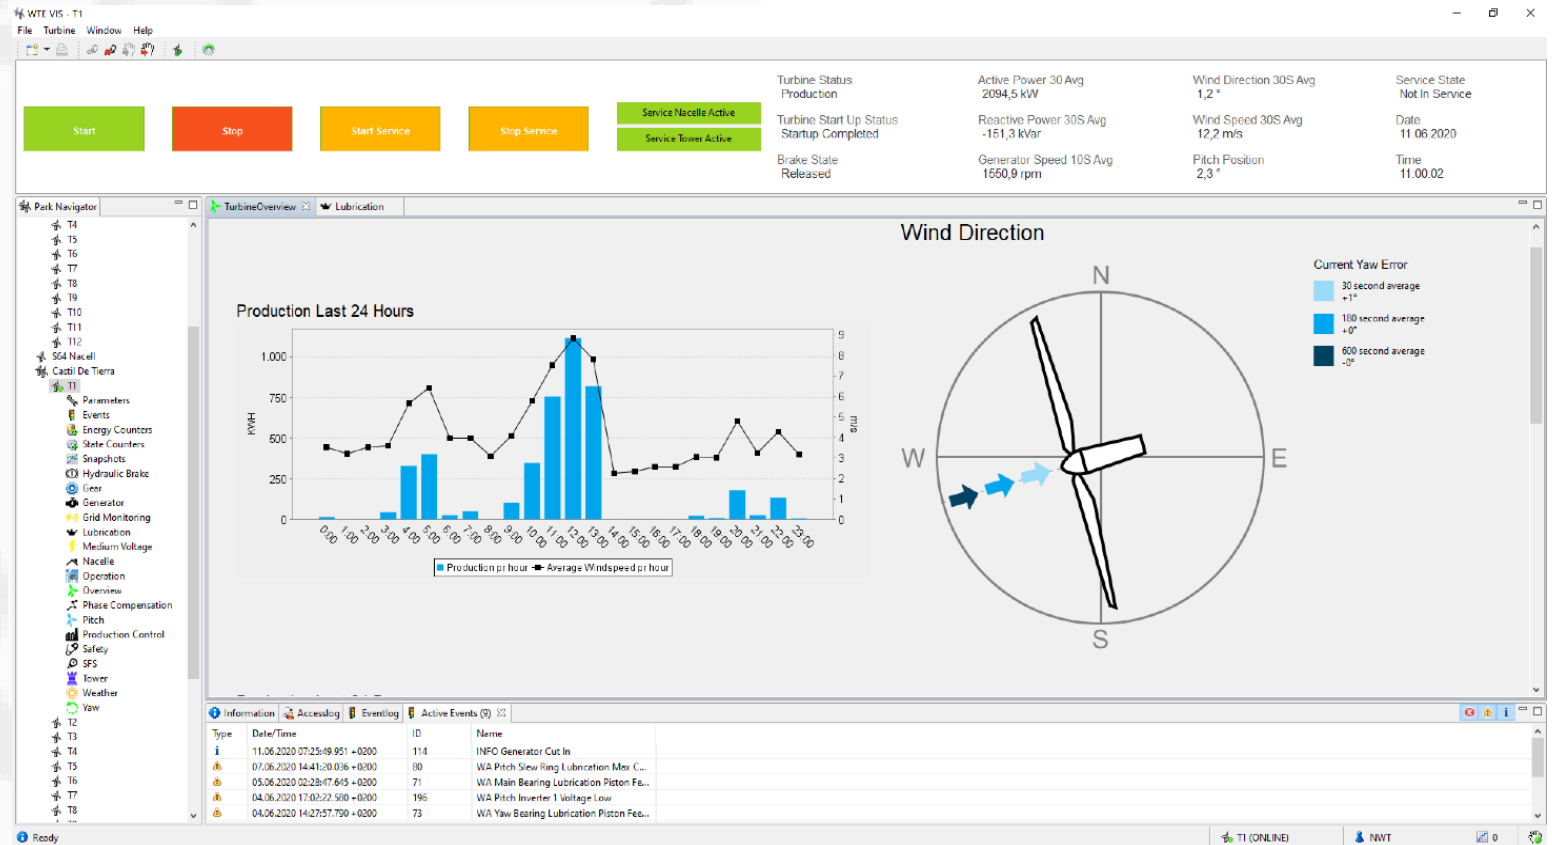 WTE VIS - T1
File Turbine Window Help
Start
Stop
Start Service
Stop Service
Service Nacelle Active
Service Tower Active
Turbine Status
Production
Turbine Start Up Status
Startup Completed
Brake State
Released
Active Power 30 Avg
2094,5 kW
Reactive Power 30S Avg
-151,3 kVar
Generator Speed 10S Avg
1550,9 rpm
Wind Direction 30S Avg
1,2 °
Wind Speed 30S Avg
12,2 m/s
Pitch Position
2,3 °
Service State
Not In Service
Date
11.06.2020
Time
11:00:02
Park Navigator
T4
T5
T6
T7
T8
T9
T10
T11
T12
S64 Nacell
Castil De Tierra
T1
Parameters
Events
Energy Counters
State Counters
Snapshots
Hydraulic Brake
Gear
Generator
Grid Monitoring
Lubrication
Medium Voltage
Nacelle
Operation
Overview
Phase Compensation
Pitch
Production Control
Safety
SFS
Tower
Weather
Yaw
T2
T3
T4
T5
T6
T7
T8
TurbineOverview
Lubrication
Production Last 24 Hours
KWH
1.000
750
500
250
0
9
8
7
6
5
4
3
2
1
0
m/s
0:00 1:00 2:00 3:00 4:00 5:00 6:00 7:00 8:00 9:00 10:00 11:00 12:00 13:00 14:00 15:00 16:00 17:00 18:00 19:00 20:00 21:00 22:00 23:00
Production pr hour Average Windspeed pr hour
Wind Direction
N
W
E
S
Current Yaw Error
30 second average
+1°
180 second average
+0°
600 second average
-0°
Information Accesslog Eventlog Active Events (9)
Type Date/Time ID Name
11.06.2020 07:25:49.951 +0200 114 INFO Generator Cut In
07.06.2020 14:41:20.036 +0200 80 WA Pitch Slew Ring Lubrication Max C...
05.06.2020 02:28:47.645 +0200 71 WA Main Bearing Lubrication Piston Fe...
04.06.2020 17:02:22.580 +0200 196 WA Pitch Inverter 1 Voltage Low
04.06.2020 14:27:57.790 +0200 73 WA Yaw Bearing Lubrication Piston Fee...
Ready
T1 (ONLINE)
NWT
0